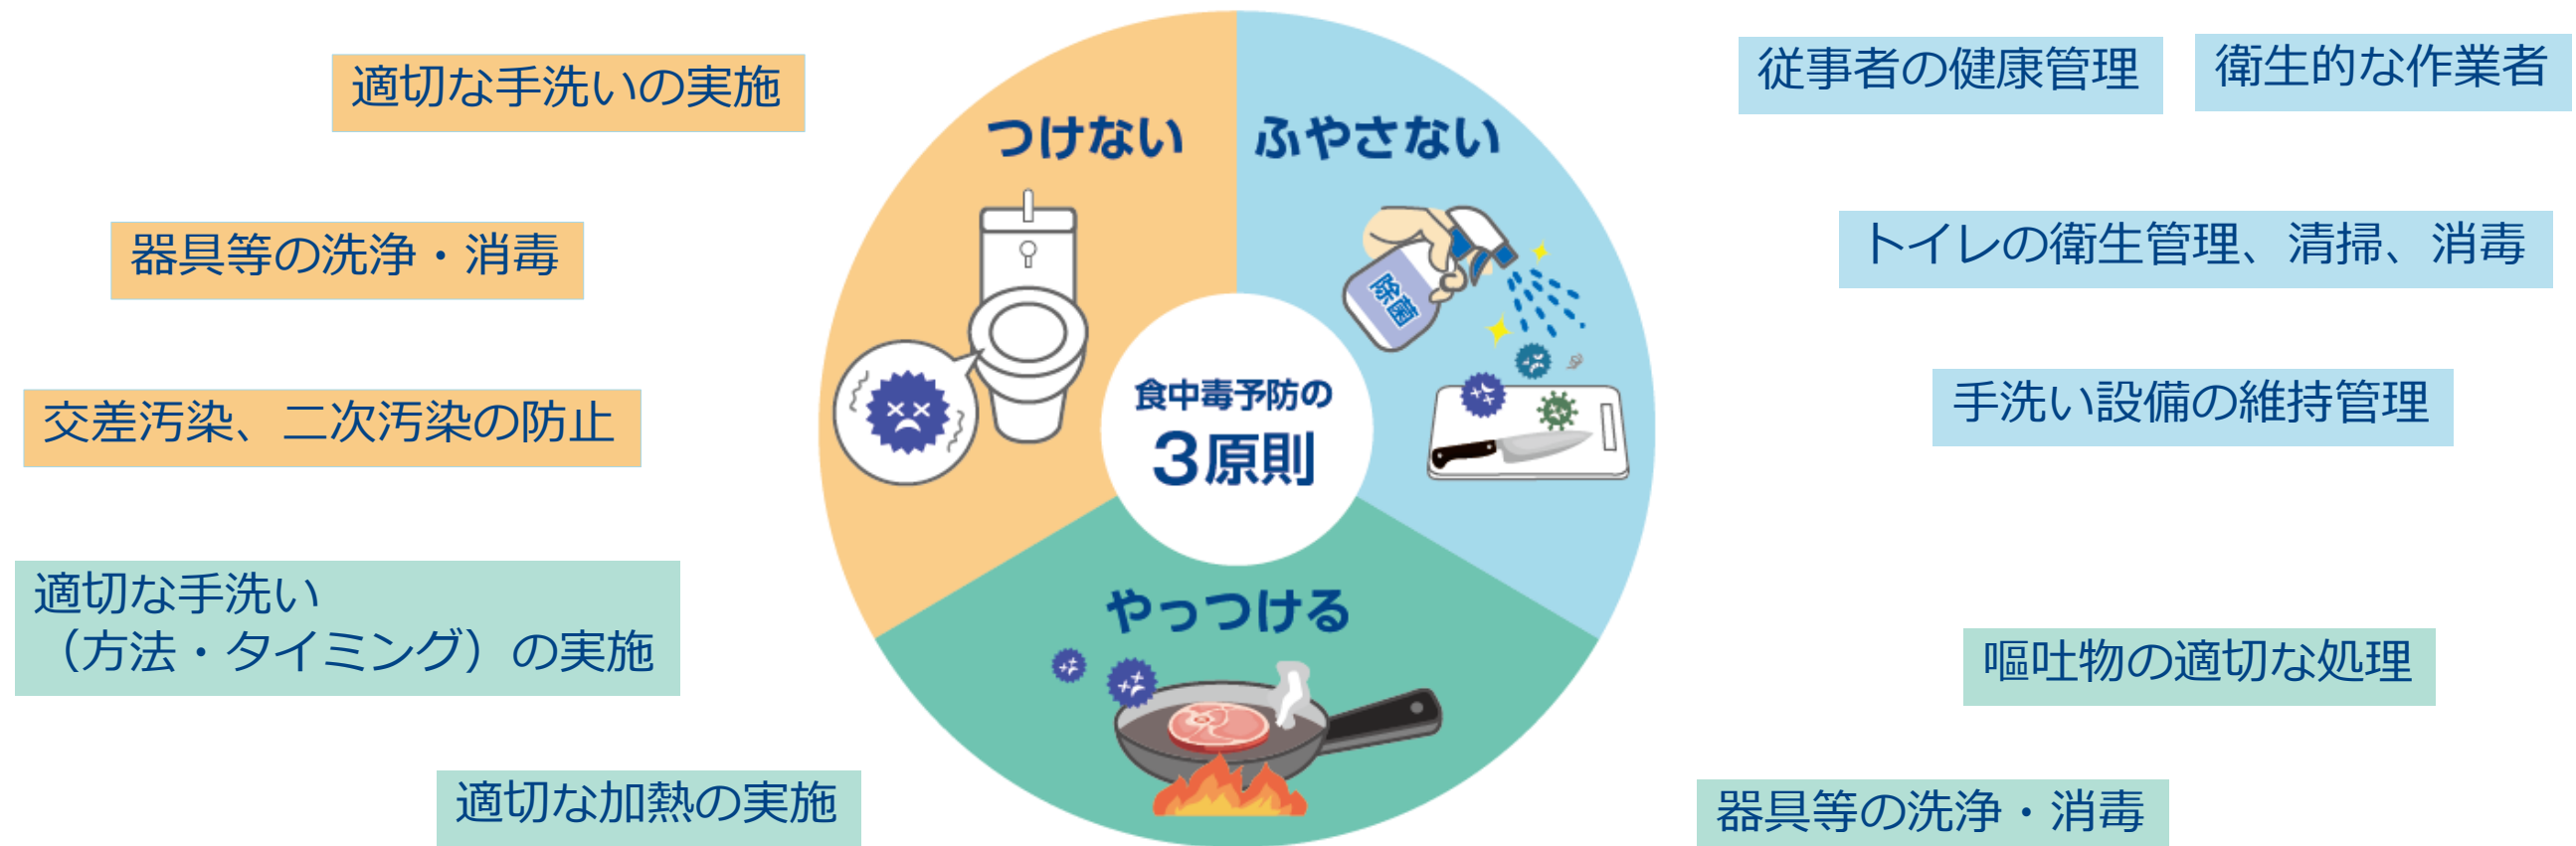 適切な手洗いの実施
器具等の洗浄・消毒
交差汚染、二次汚染の防止
適切な手洗い
（方法・タイミング）の実施
適切な加熱の実施
つけない
ふやさない
除菌
食中毒予防の
3原則
やっつける
従事者の健康管理
衛生的な作業者
トイレの衛生管理、清掃、消毒
手洗い設備の維持管理
嘔吐物の適切な処理
器具等の洗浄・消毒